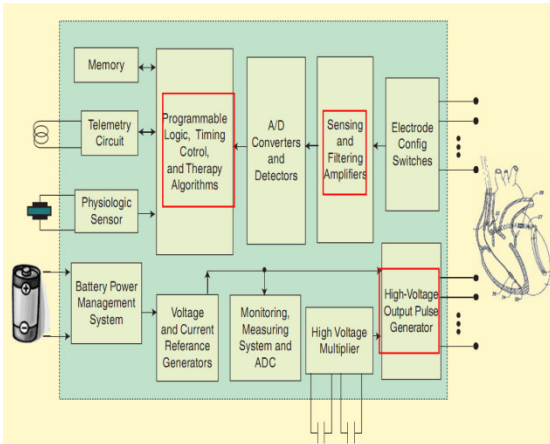 Memory
Telemetry
Circuit
Physiologic
Sensor
Programmable
Logic, Timing
Cotrol,
and Therapy
Algorithms
A/D
Converters
and
Detectors
Sensing
and
Filtering
Amplifiers
Electrode
Config
Switches
Battery Power
Management
System
Voltage
and Current
Referance
Generators
Monitoring,
Measuring
System and
ADC
High Voltage
Multiplier
High-Voltage
Output Pulse
Generator